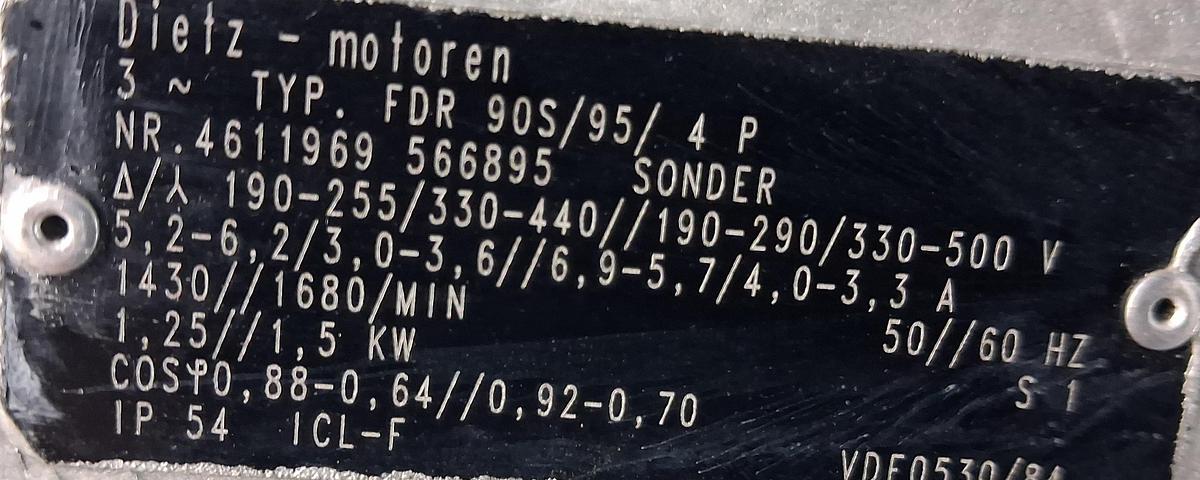 Dietz - motoren
3 ~ TYP. FDR 90S/95/ 4 P
NR.4611969 566895 SONDER
Δ/⅄ 190-255/330-440//190-290/330-500 V
5,2-6,2/3,0-3,6//6,9-5,7/4,0-3,3 A
1430//1680/MIN 50//60 HZ
1,25//1,5 KW S 1
COSφ0,88-0,64//0,92-0,70
IP 54 ICL-F
VDE0530/84